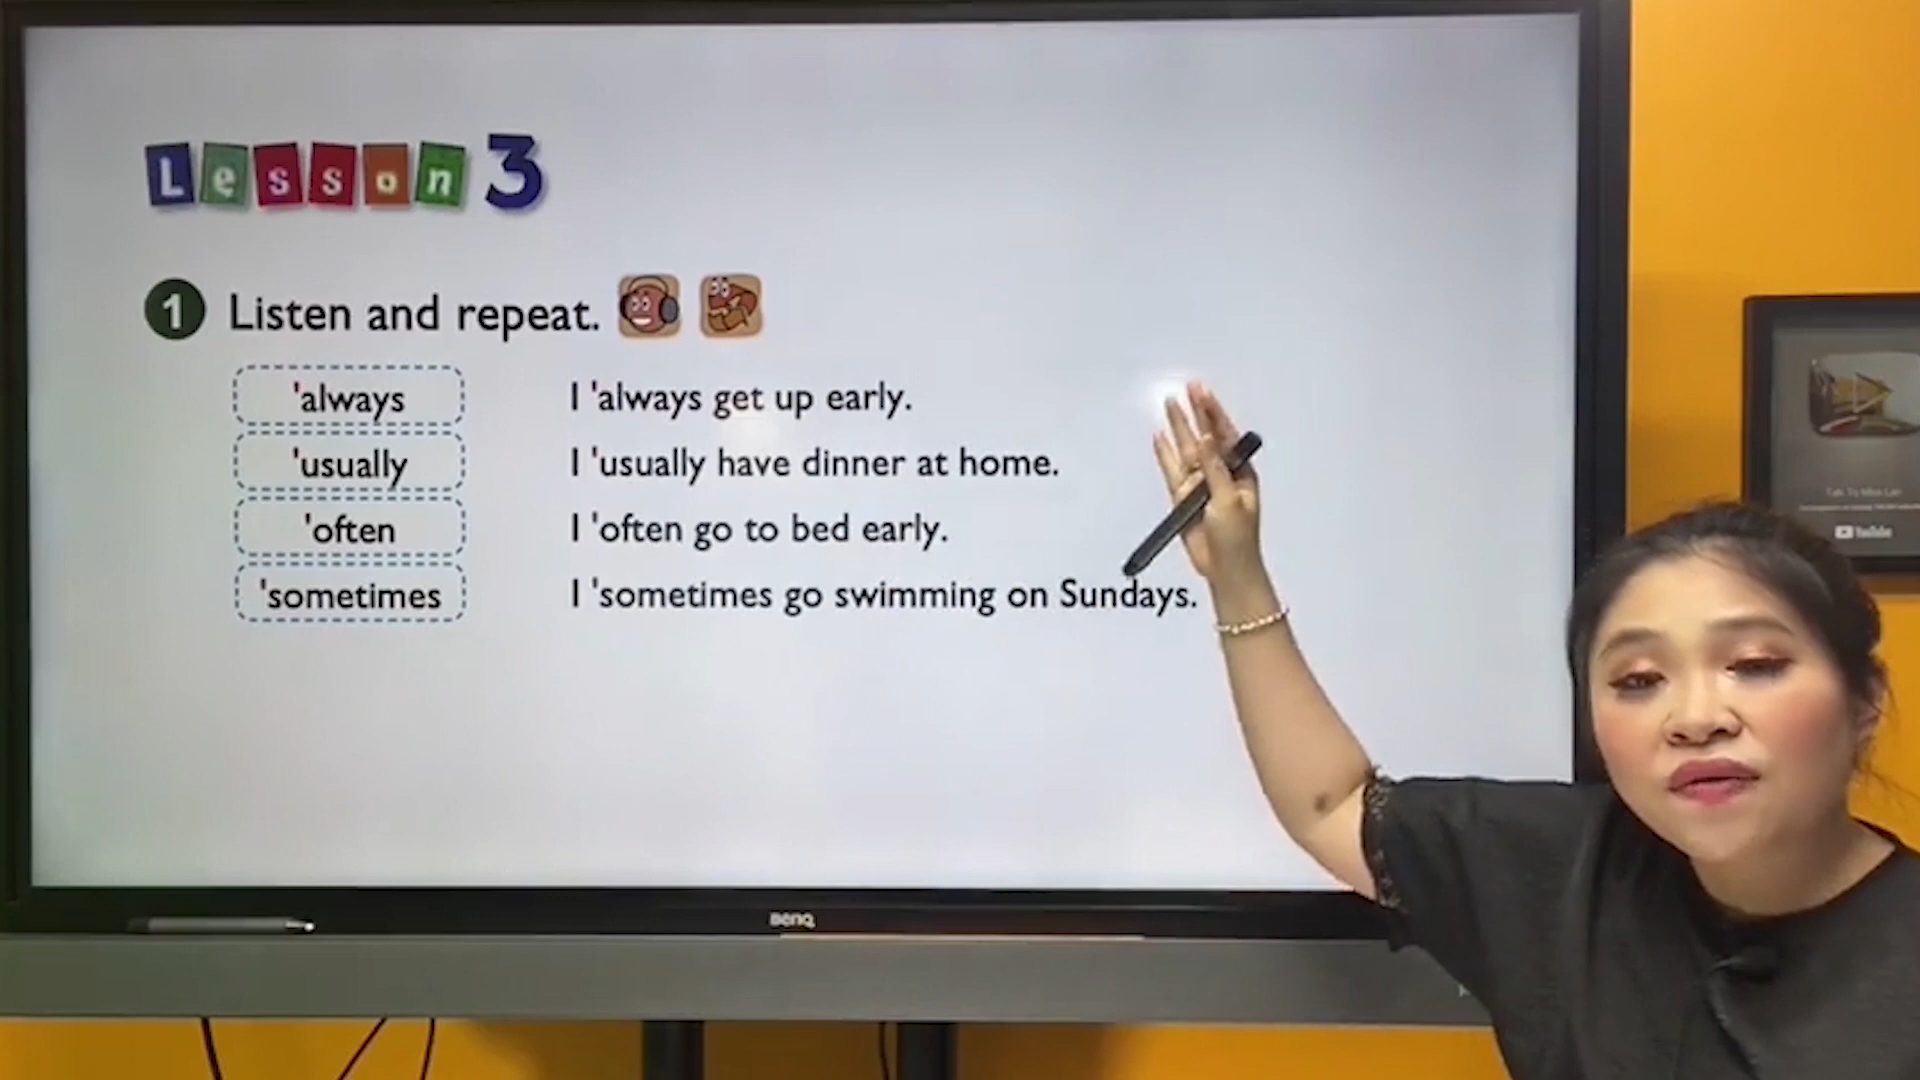 Lesson 3
1 Listen and repeat.
'always I 'always get up early.
'usually I 'usually have dinner at home.
'often I 'often go to bed early.
'sometimes I 'sometimes go swimming on Sundays.
BenQ
YouTube